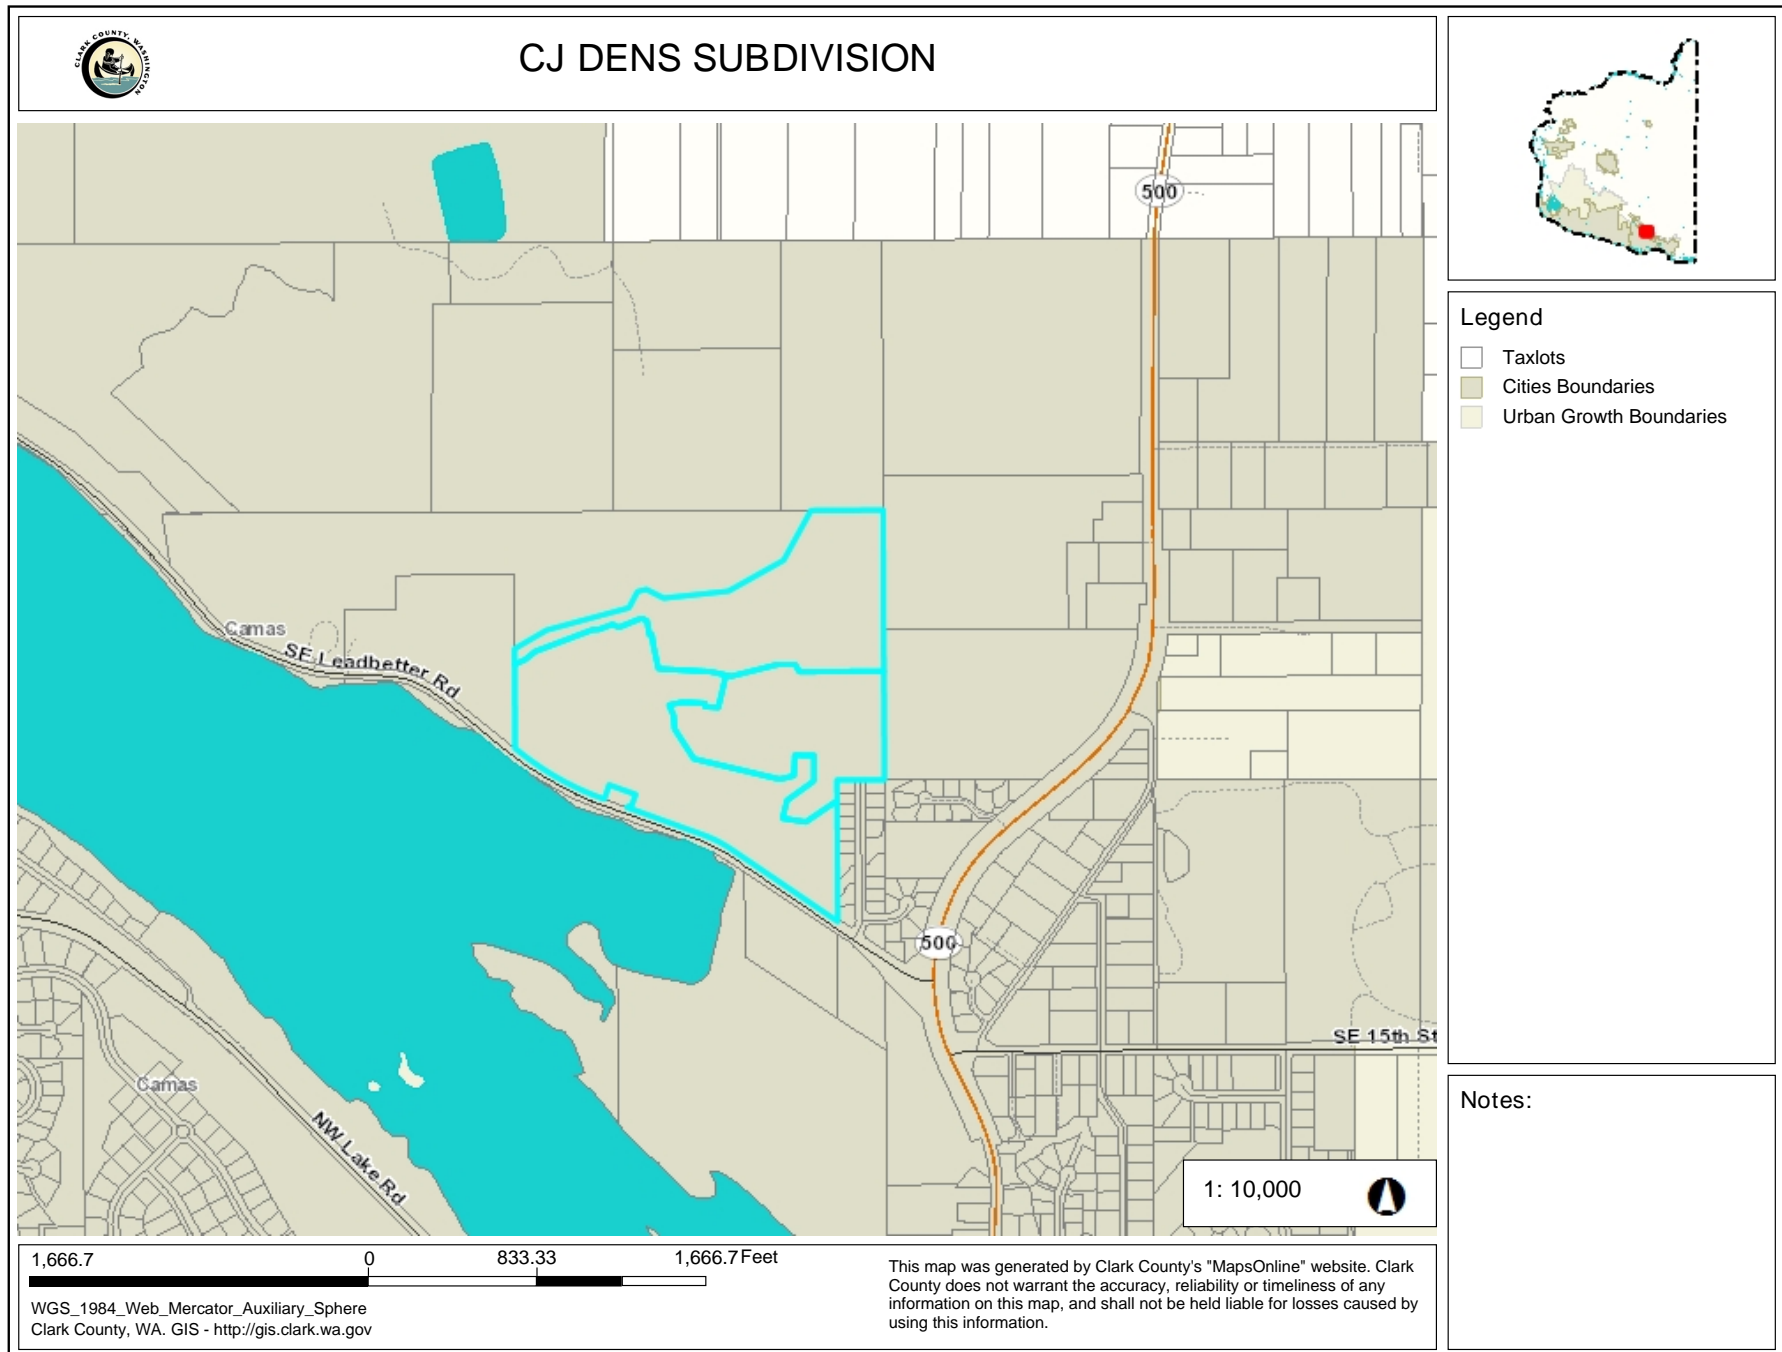 CLARK COUNTY, WASHINGTON
CJ DENS SUBDIVISION
500
Camas
SE Leadbetter Rd
500
SE 15th St
Camas
NW Lake Rd
1: 10,000
Legend
Taxlots
Cities Boundaries
Urban Growth Boundaries
Notes:
1,666.7 0 833.33 1,666.7 Feet
WGS_1984_Web_Mercator_Auxiliary_Sphere
Clark County, WA. GIS - http://gis.clark.wa.gov
This map was generated by Clark County's "MapsOnline" website. Clark
County does not warrant the accuracy, reliability or timeliness of any
information on this map, and shall not be held liable for losses caused by
using this information.